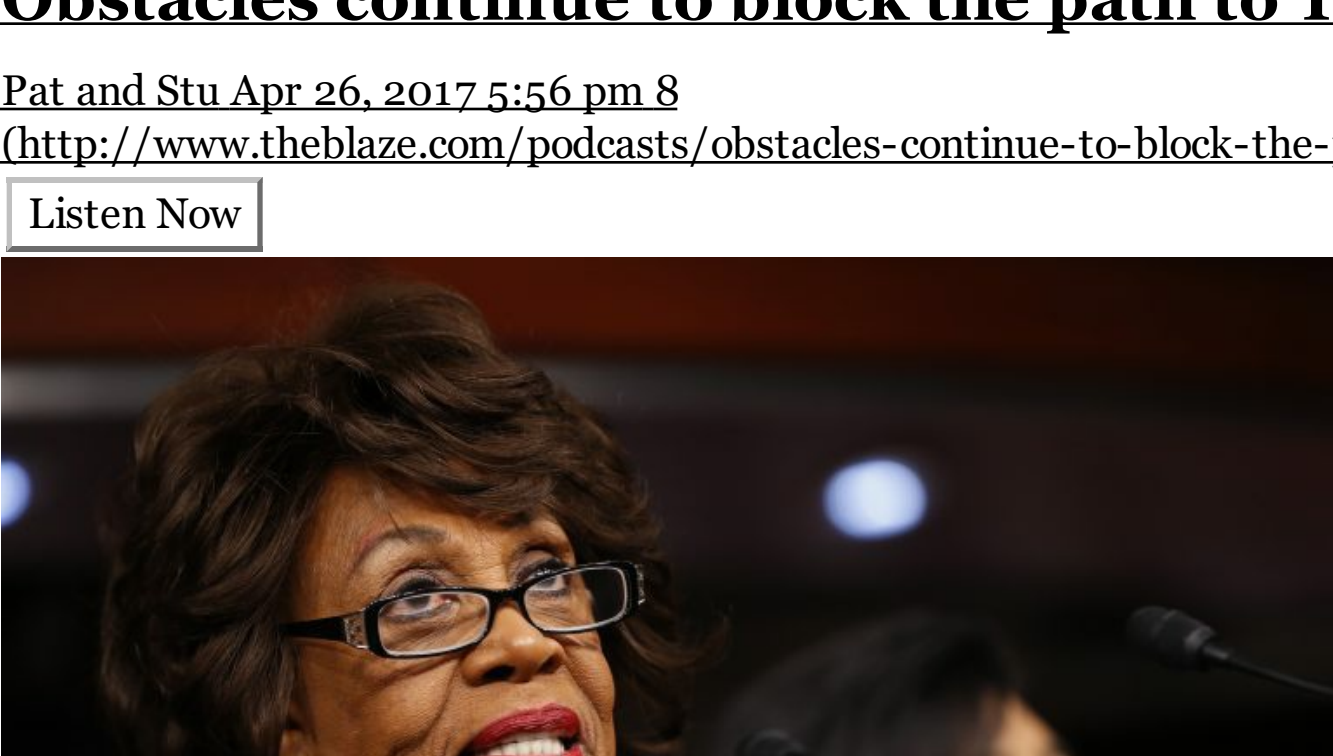 Obstacles continue to block the path to
Pat and Stu Apr 26, 2017 5:56 pm 8
(http://www.theblaze.com/podcasts/obstacles-continue-to-block-the-
Listen Now